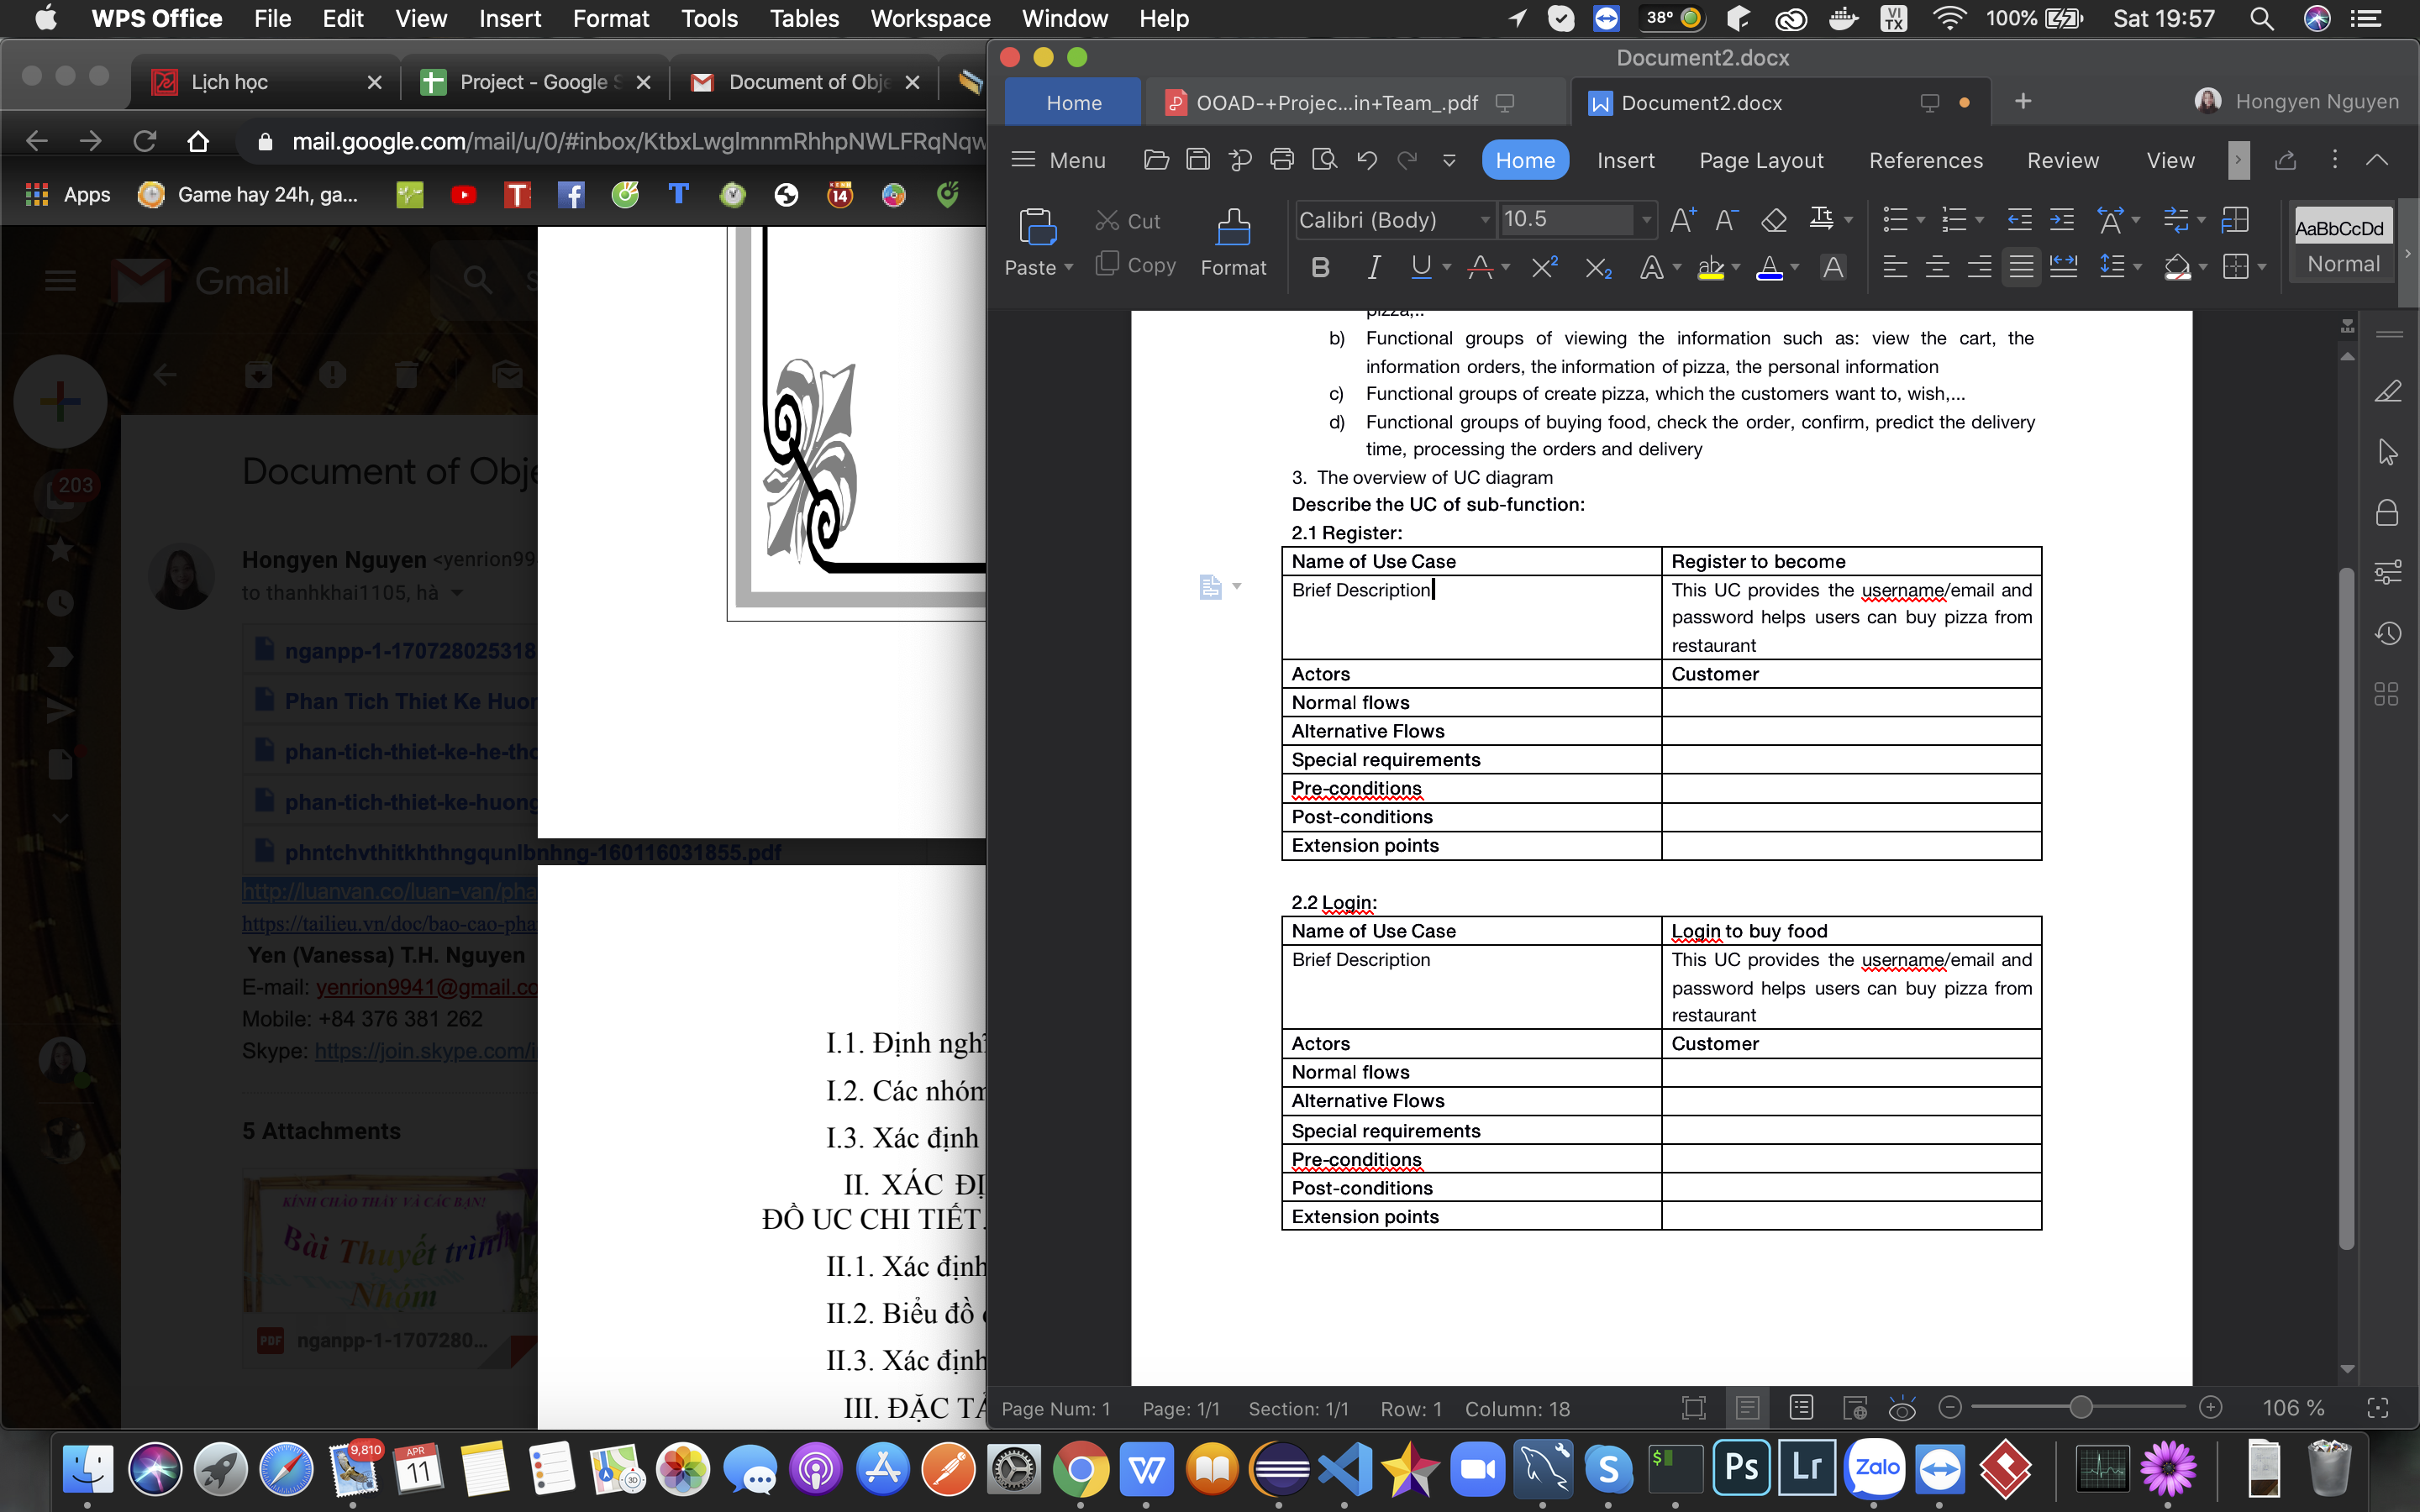 WPS Office File Edit View Insert Format Tools Tables Workspace Window Help 38° VI TX 100% Sat 19:57
Lịch học
Project - Google S
Document of Obje
mail.google.com/mail/u/0/#inbox/KtbxLwglmnmRhhpNWLFRqNqw
Apps Game hay 24h, ga...
Gmail
203
Document of Obje
Hongyen Nguyen <yenrion99
to thanhkhai1105, hà
nganpp-1-170728025318
Phan Tich Thiet Ke Huon
phan-tich-thiet-ke-he-tho
phan-tich-thiet-ke-huong
phntchvthitkhthngqunlbnhng-160116031855.pdf
http://luanvan.co/luan-van/pha
https://tailieu.vn/doc/bao-cao-pha
Yen (Vanessa) T.H. Nguyen
E-mail: yenrion9941@gmail.co
Mobile: +84 376 381 262
Skype: https://join.skype.com/i
5 Attachments
KÍNH CHÀO THẦY VÀ CÁC BẠN!
Bài Thuyết trình
Nhóm
PDF nganpp-1-1707280...
I.1. Định nghĩ
I.2. Các nhóm
I.3. Xác định
II. XÁC ĐỊ
ĐỒ UC CHI TIẾT.
II.1. Xác định
II.2. Biểu đồ
II.3. Xác định
III. ĐẶC TẢ
Document2.docx
Home OOAD-+Projec...in+Team_.pdf Document2.docx Hongyen Nguyen
Menu Home Insert Page Layout References Review View
Paste Cut Copy Format Calibri (Body) 10.5 AaBbCcDd Normal
pizza,..
b) Functional groups of viewing the information such as: view the cart, the
information orders, the information of pizza, the personal information
c) Functional groups of create pizza, which the customers want to, wish,...
d) Functional groups of buying food, check the order, confirm, predict the delivery
time, processing the orders and delivery
3. The overview of UC diagram
Describe the UC of sub-function:
2.1 Register:
Name of Use Case Register to become
Brief Description This UC provides the username/email and
password helps users can buy pizza from
restaurant
Actors Customer
Normal flows
Alternative Flows
Special requirements
Pre-conditions
Post-conditions
Extension points
2.2 Login:
Name of Use Case Login to buy food
Brief Description This UC provides the username/email and
password helps users can buy pizza from
restaurant
Actors Customer
Normal flows
Alternative Flows
Special requirements
Pre-conditions
Post-conditions
Extension points
Page Num: 1 Page: 1/1 Section: 1/1 Row: 1 Column: 18 106 %
9,810 APR 11 3D Ps Lr Zalo